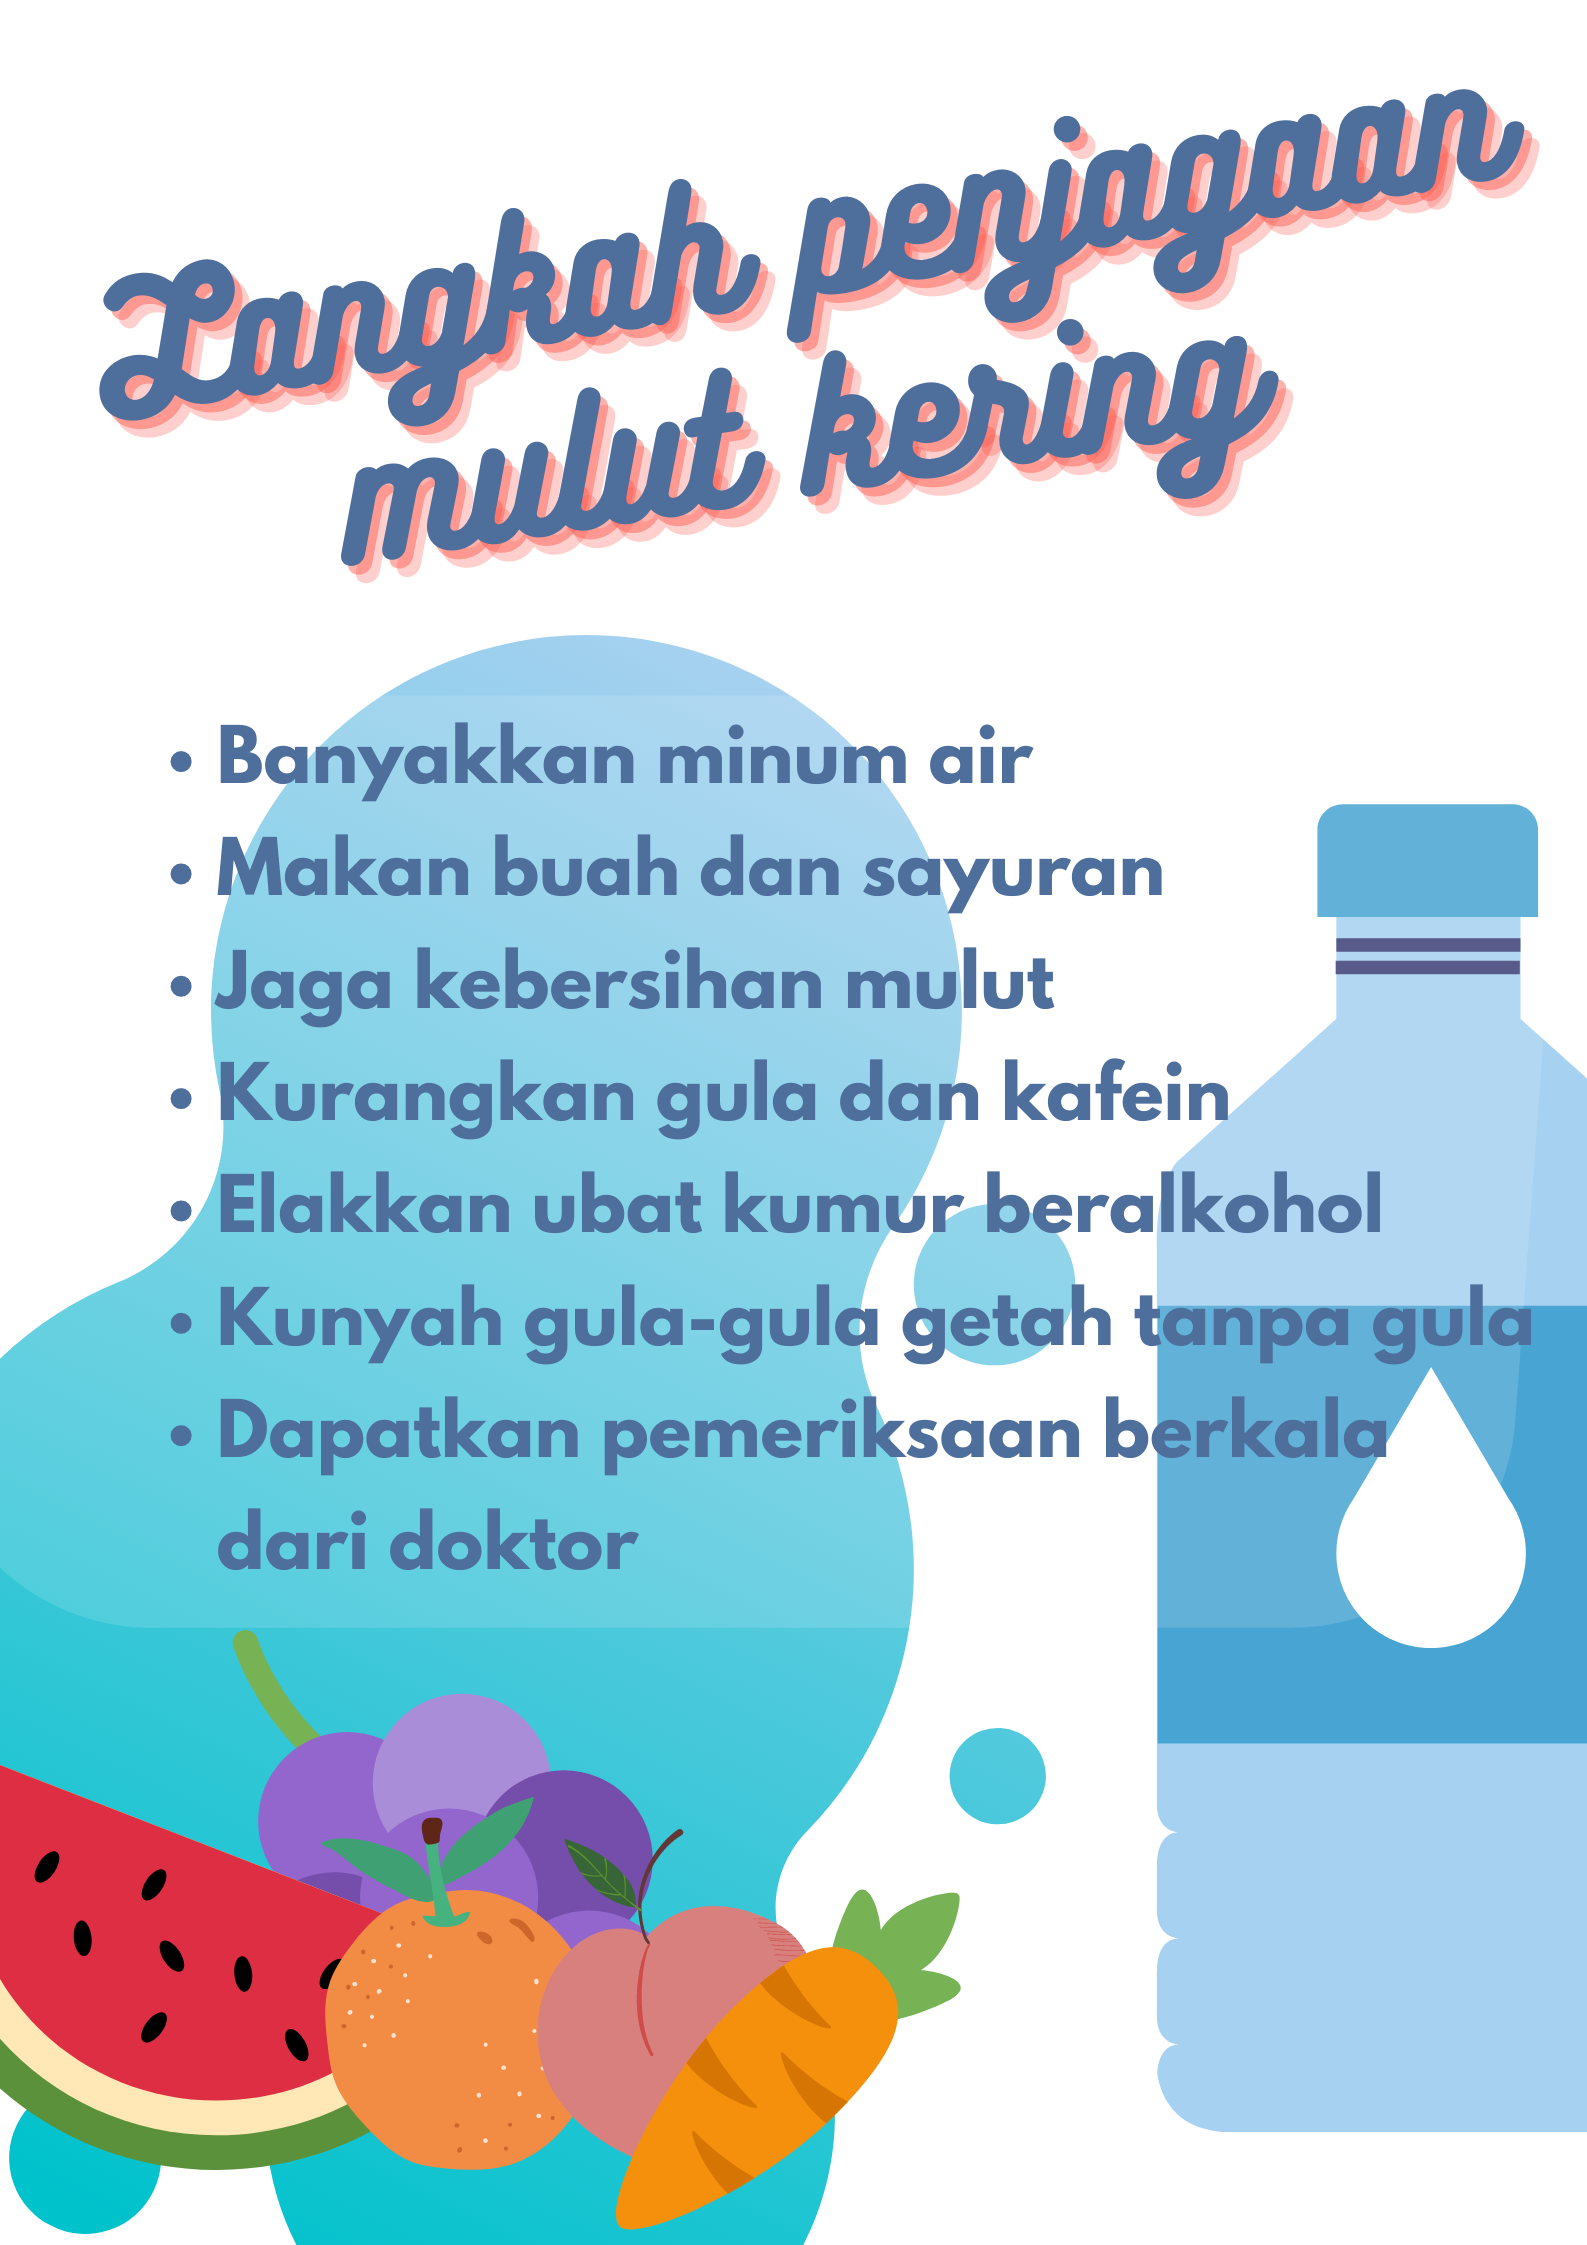 Langkah penjagaan
mulut kering
• Banyakkan minum air
• Makan buah dan sayuran
• Jaga kebersihan mulut
• Kurangkan gula dan kafein
• Elakkan ubat kumur beralkohol
• Kunyah gula-gula getah tanpa gula
• Dapatkan pemeriksaan berkala
dari doktor